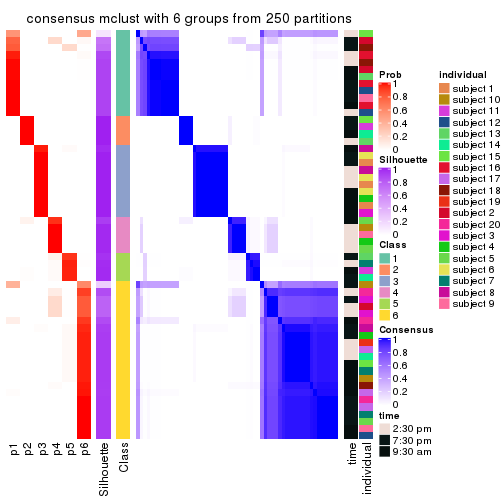 consensus mclust with 6 groups from 250 partitions
p1
p2
p3
p4
p5
p6
Silhouette
Class
time
individual
Prob
1
0.8
0.6
0.4
0.2
0
Silhouette
1
0.8
0.6
0.4
0.2
0
Class
1
2
3
4
5
6
Consensus
1
0.8
0.6
0.4
0.2
0
time
2:30 pm
7:30 pm
9:30 am
individual
subject 1
subject 10
subject 11
subject 12
subject 13
subject 14
subject 15
subject 16
subject 17
subject 18
subject 19
subject 2
subject 20
subject 3
subject 4
subject 5
subject 6
subject 7
subject 8
subject 9